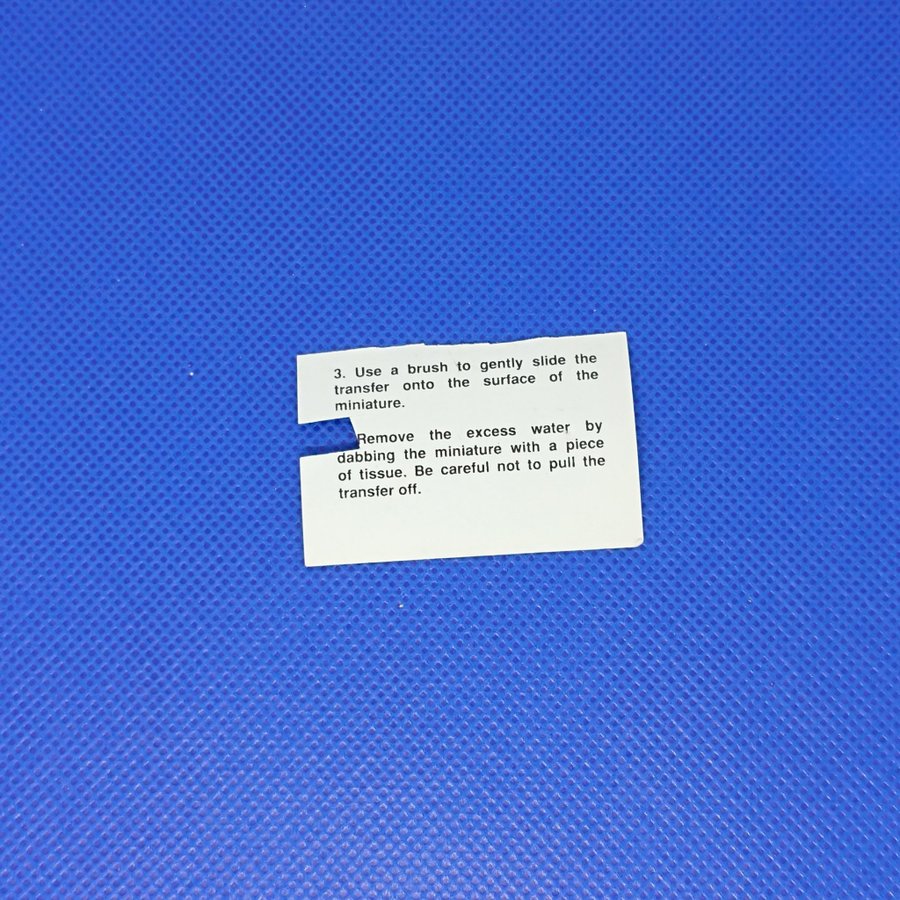 3. Use a brush to gently slide the
transfer onto the surface of the
miniature.
Remove the excess water by
dabbing the miniature with a piece
of tissue. Be careful not to pull the
transfer off.